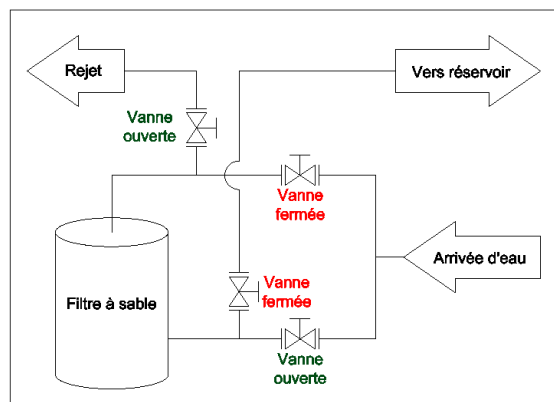 Rejet
Vers réservoir
Vanne
ouverte
Vanne
fermée
Arrivée d'eau
Vanne
fermée
Filtre à sable
Vanne
ouverte